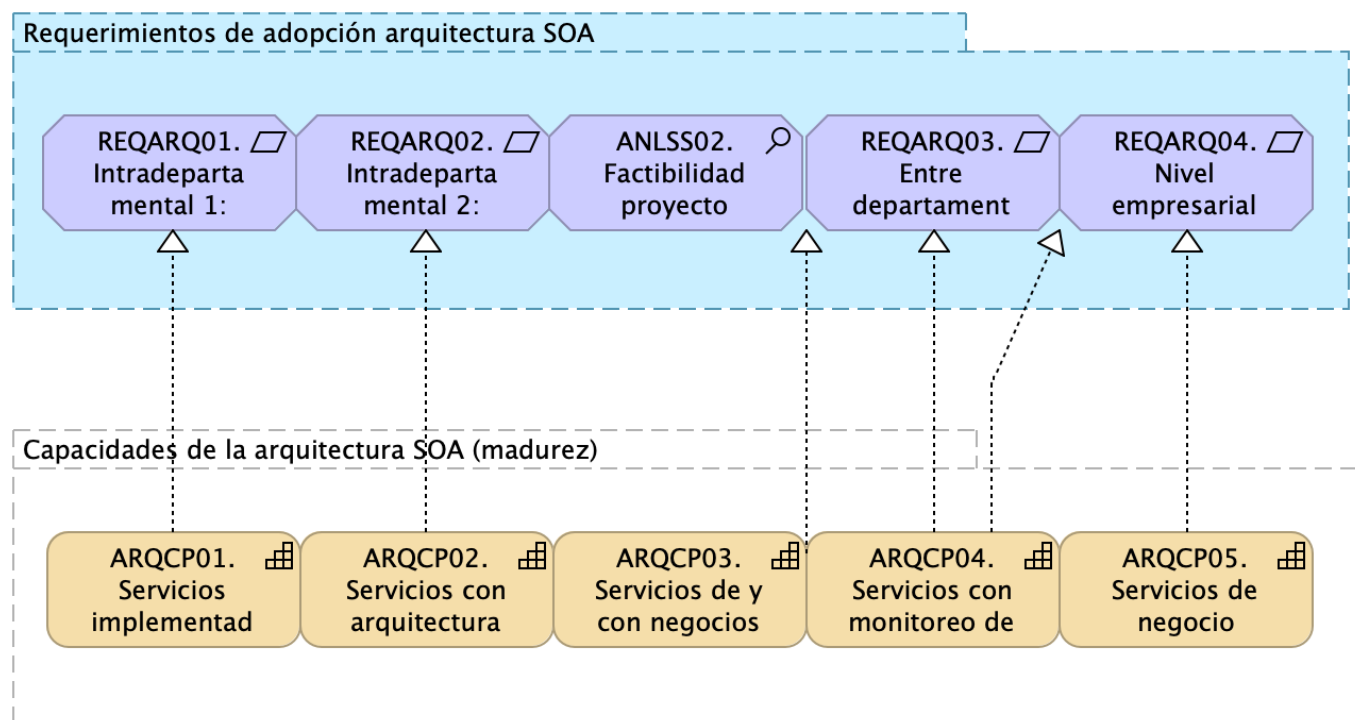 Requerimientos de adopción arquitectura SOA
REQARQ01.
Intradeparta
mental 1:
REQARQ02.
Intradeparta
mental 2:
ANLSS02.
Factibilidad
proyecto
REQARQ03.
Entre
departament
REQARQ04.
Nivel
empresarial
Capacidades de la arquitectura SOA (madurez)
ARQCP01.
Servicios
implementad
ARQCP02.
Servicios con
arquitectura
ARQCP03.
Servicios de y
con negocios
ARQCP04.
Servicios con
monitoreo de
ARQCP05.
Servicios de
negocio